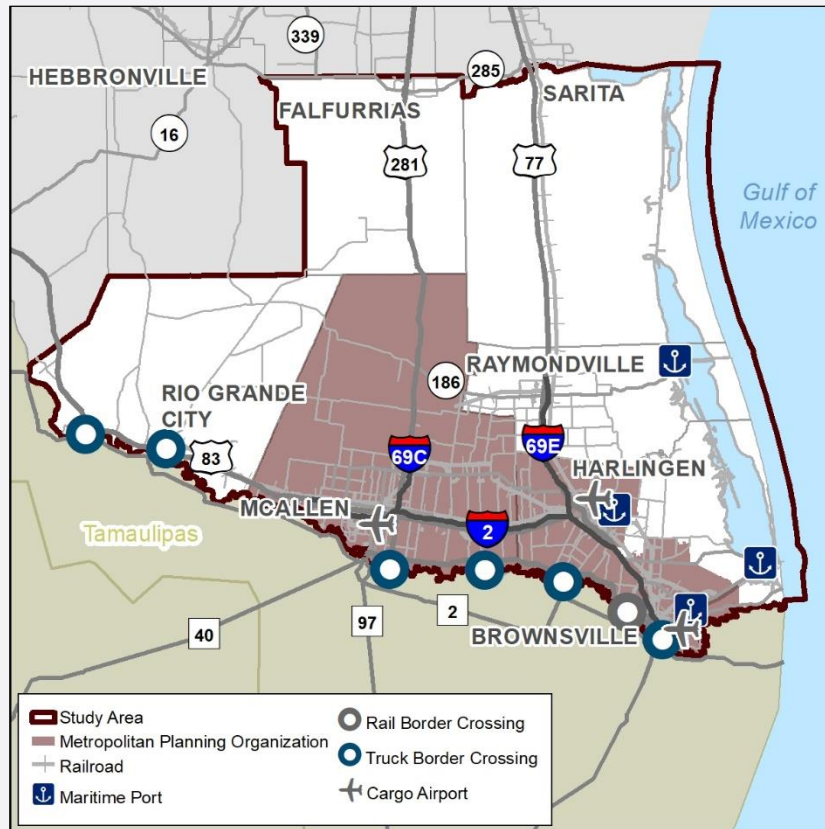 339
HEBBRONVILLE
285
SARITA
FALFURRIAS
16
281
77
Gulf of
Mexico
RAYMONDVILLE
186
RIO GRANDE
CITY
83
69C
69E
HARLINGEN
MCALLEN
2
Tamaulipas
40
97
2
BROWNSVILLE
Study Area
Metropolitan Planning Organization
Railroad
Maritime Port
Rail Border Crossing
Truck Border Crossing
Cargo Airport